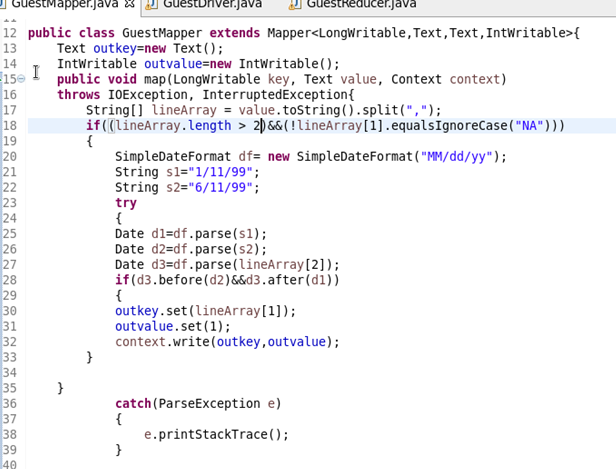 GuestMapper.java GuestDriver.java GuestReducer.java
11
12 public class GuestMapper extends Mapper<LongWritable,Text,Text,IntWritable>{
13 Text outkey=new Text();
14 IntWritable outvalue=new IntWritable();
15 public void map(LongWritable key, Text value, Context context)
16 throws IOException, InterruptedException{
17 String[] lineArray = value.toString().split(",");
18 if((lineArray.length > 2)&&(!lineArray[1].equalsIgnoreCase("NA")))
19 {
20 SimpleDateFormat df= new SimpleDateFormat("MM/dd/yy");
21 String s1="1/11/99";
22 String s2="6/11/99";
23 try
24 {
25 Date d1=df.parse(s1);
26 Date d2=df.parse(s2);
27 Date d3=df.parse(lineArray[2]);
28 if(d3.before(d2)&&d3.after(d1))
29 {
30 outkey.set(lineArray[1]);
31 outvalue.set(1);
32 context.write(outkey,outvalue);
33 }
34
35 }
36 catch(ParseException e)
37 {
38 e.printStackTrace();
39 }
40